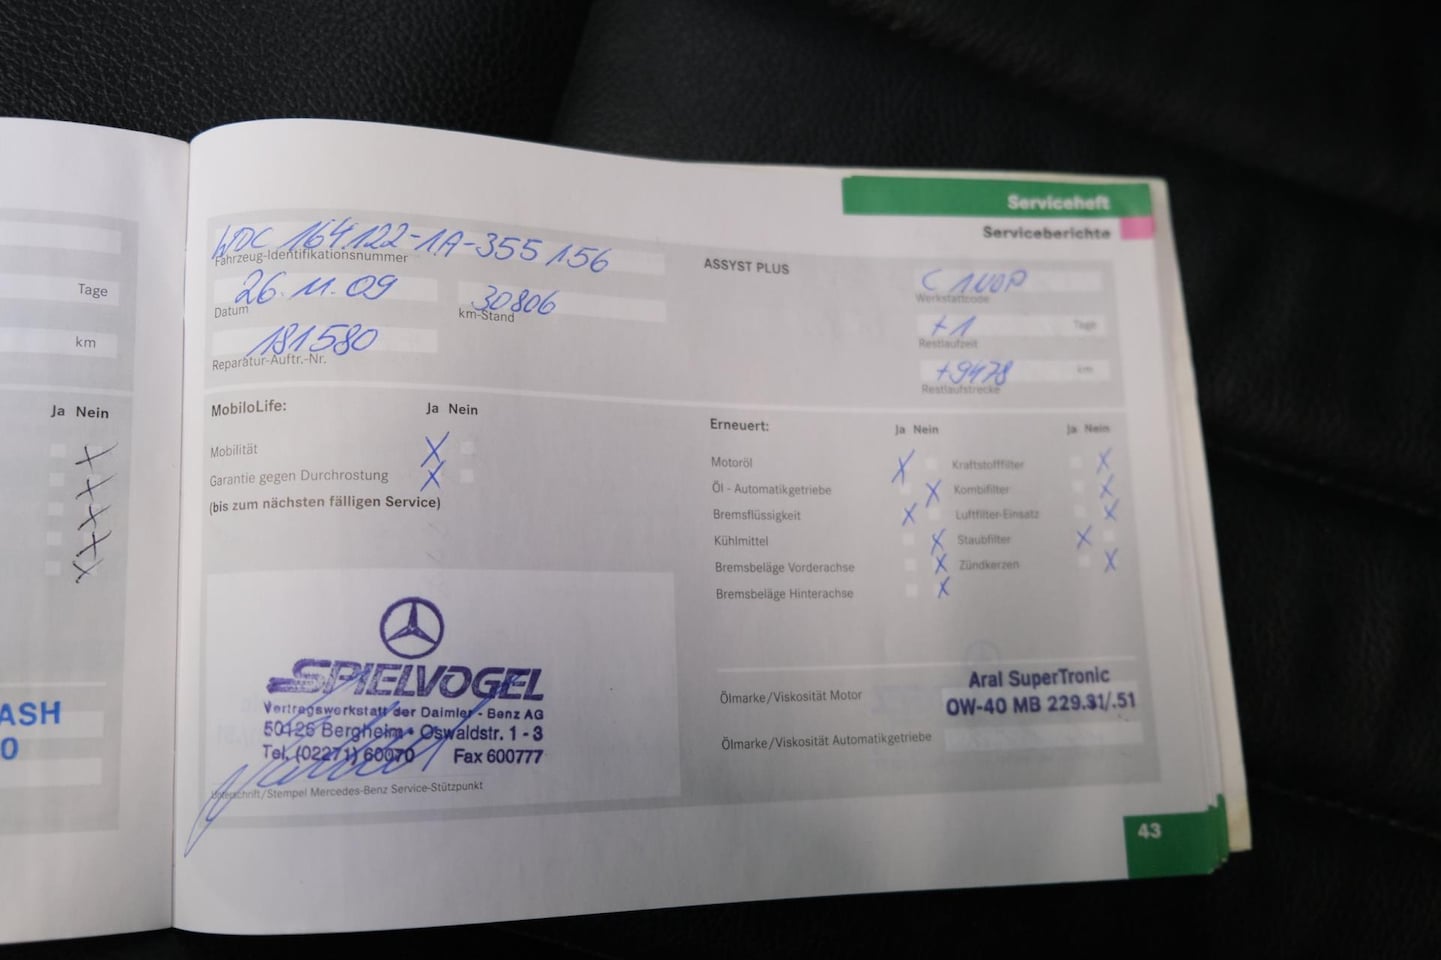 Tage
km
Ja Nein
ASH
0
Serviceheft
Serviceberichte
WDC 164.122-1A-355 156
Fahrzeug-Identifikationsnummer
26.11.09
Datum
30806
km-Stand
181580
Reparatur-Auftr.-Nr.
ASSYST PLUS
Werkstattcode
+1
Tage
Restlaufzeit
+9478
km
Restlaufstrecke
MobiloLife:
Ja Nein
Mobilität
X
Garantie gegen Durchrostung
X
(bis zum nächsten fälligen Service)
Erneuert:
Ja Nein
Ja Nein
Motoröl
X
Kraftstofffilter
X
Öl - Automatikgetriebe
X
Kombifilter
X
Bremsflüssigkeit
X
Luftfilter-Einsatz
X
Kühlmittel
X
Staubfilter
X
Bremsbeläge Vorderachse
X
Zündkerzen
X
Bremsbeläge Hinterachse
X
SPIELVOGEL
Vertragswerkstatt der Daimler - Benz AG
50126 Bergheim • Oswaldstr. 1 - 3
Tel. (02271) 60070 Fax 600777
Unterschrift/Stempel Mercedes-Benz Service-Stützpunkt
Ölmarke/Viskosität Motor
Aral SuperTronic
OW-40 MB 229.31/.51
Ölmarke/Viskosität Automatikgetriebe
43